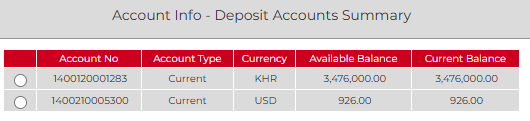 Account Info - Deposit Accounts Summary
Account No Account Type Currency Available Balance Current Balance
1400120001283 Current KHR 3,476,000.00 3,476,000.00
1400210005300 Current USD 926.00 926.00